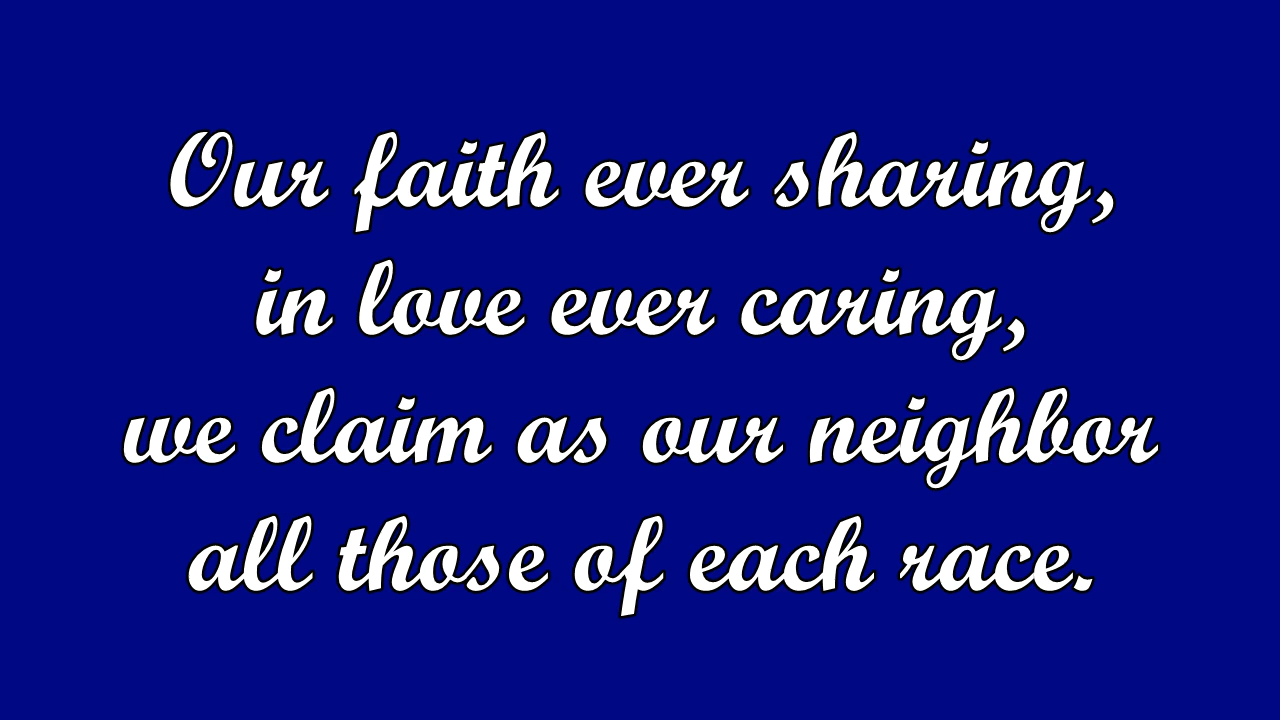 Our faith ever sharing,
in love ever caring,
we claim as our neighbor
all those of each race.